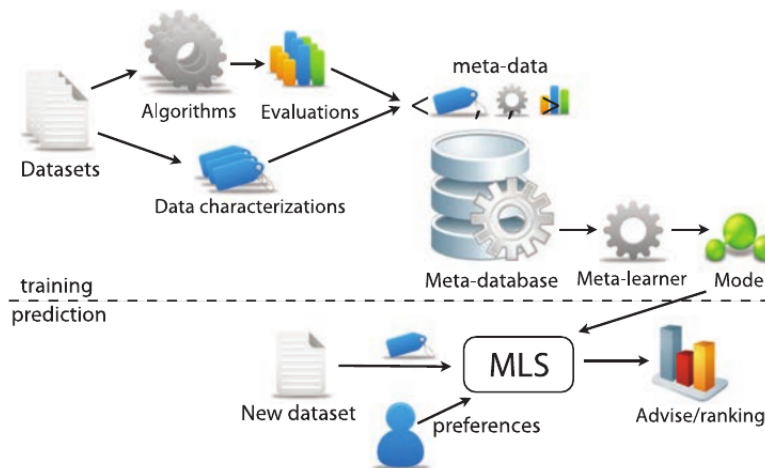 meta-data
< , , >
Algorithms
Evaluations
Datasets
Data characterizations
Meta-database
Meta-learner
Mode
training
prediction
MLS
New dataset
preferences
Advise/ranking